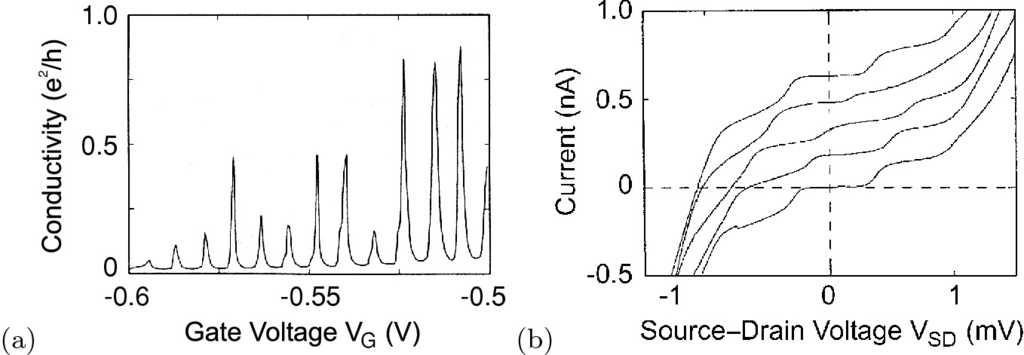 1.0
0.5
0
Conductivity (e²/h)
-0.6
-0.55
-0.5
Gate Voltage V_G (V)
(a)
1.0
0.5
0
-0.5
Current (nA)
-1
0
1
Source–Drain Voltage V_SD (mV)
(b)